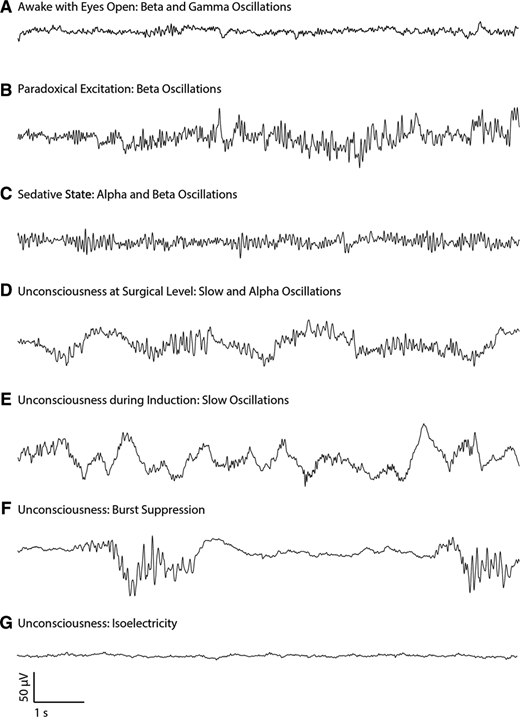 A Awake with Eyes Open: Beta and Gamma Oscillations
B Paradoxical Excitation: Beta Oscillations
C Sedative State: Alpha and Beta Oscillations
D Unconsciousness at Surgical Level: Slow and Alpha Oscillations
E Unconsciousness during Induction: Slow Oscillations
F Unconsciousness: Burst Suppression
G Unconsciousness: Isoelectricity
50 µV
1 s